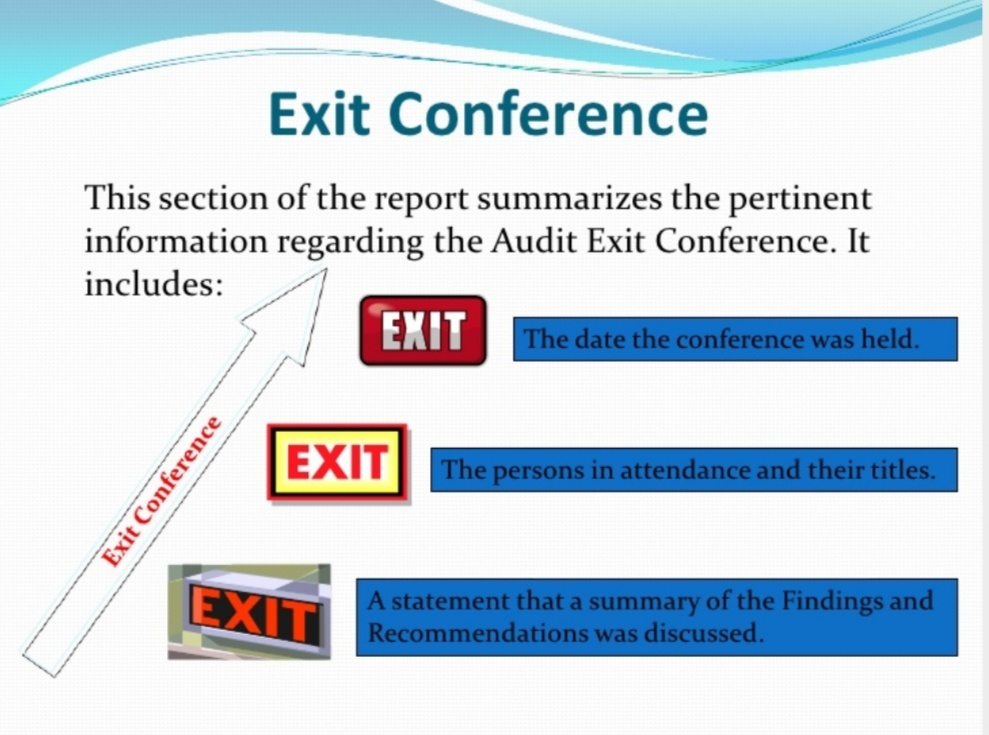 Exit Conference
This section of the report summarizes the pertinent
information regarding the Audit Exit Conference. It
includes:
EXIT
The date the conference was held.
Exit Conference
EXIT
The persons in attendance and their titles.
EXIT
A statement that a summary of the Findings and
Recommendations was discussed.